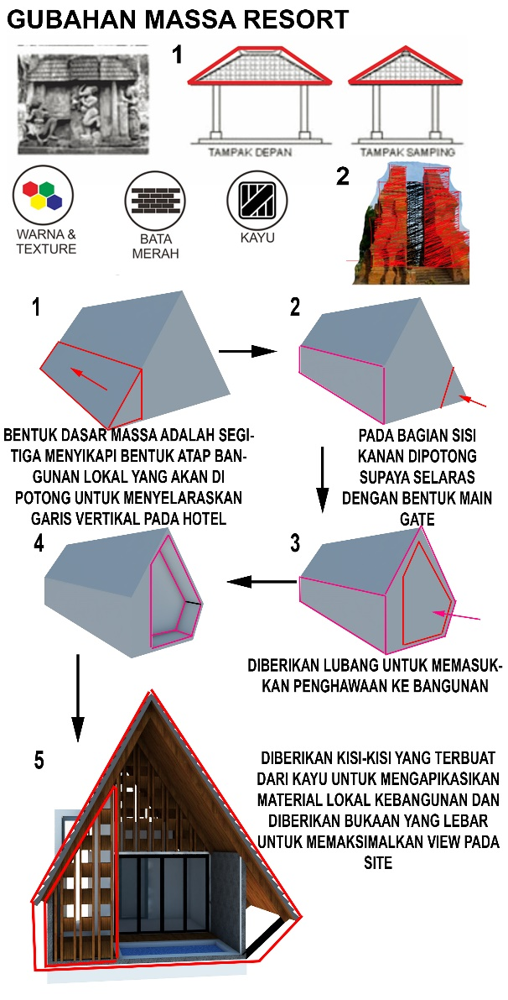 GUBAHAN MASSA RESORT
1
TAMPAK DEPAN
TAMPAK SAMPING
2
WARNA &
TEXTURE
BATA
MERAH
KAYU
1
BENTUK DASAR MASSA ADALAH SEGI-
TIGA MENYIKAPI BENTUK ATAP BAN-
GUNAN LOKAL YANG AKAN DI
POTONG UNTUK MENYELARASKAN
GARIS VERTIKAL PADA HOTEL
2
PADA BAGIAN SISI
KANAN DIPOTONG
SUPAYA SELARAS
DENGAN BENTUK MAIN
GATE
3
DIBERIKAN LUBANG UNTUK MEMASUK-
KAN PENGHAWAAN KE BANGUNAN
4
5
DIBERIKAN KISI-KISI YANG TERBUAT
DARI KAYU UNTUK MENGAPIKASIKAN
MATERIAL LOKAL KEBANGUNAN DAN
DIBERIKAN BUKAAN YANG LEBAR
UNTUK MEMAKSIMALKAN VIEW PADA
SITE